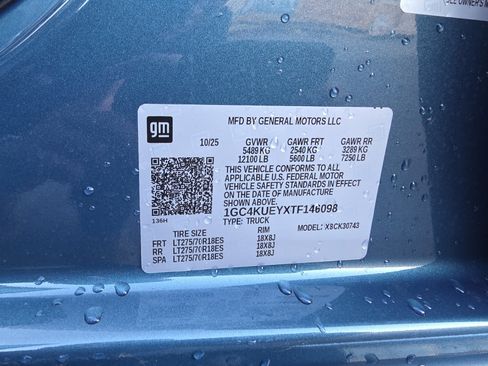 (SEE OWNER'S M
gm
MFD BY GENERAL MOTORS LLC
10/25 GVWR GAWR FRT GAWR RR
5489 KG 2540 KG 3289 KG
12100 LB 5600 LB 7250 LB
THIS VEHICLE CONFORMS TO ALL
APPLICABLE U.S. FEDERAL MOTOR
VEHICLE SAFETY STANDARDS IN EFFECT
ON THE DATE OF MANUFACTURE
SHOWN ABOVE.
1GC4KUEYXTF146098
136H TYPE: TRUCK MODEL: X8CK30743
TIRE SIZE RIM
FRT LT275/70R18ES 18X8J
RR LT275/70R18ES 18X8J
SPA LT275/70R18ES 18X8J